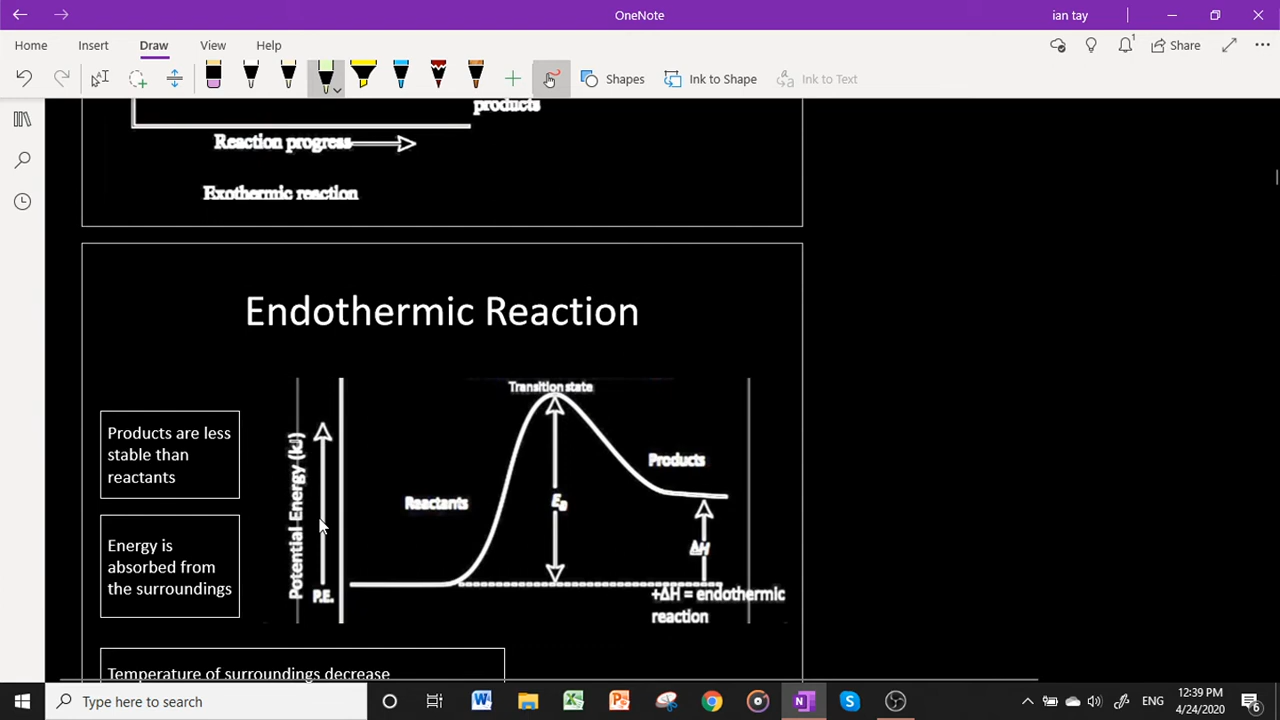 OneNote
ian tay
Home
Insert
Draw
View
Help
Share
Shapes
Ink to Shape
Ink to Text
products
Reaction progress
Exothermic reaction
Endothermic Reaction
Products are less
stable than
reactants
Energy is
absorbed from
the surroundings
Potential Energy (kJ)
P.E.
Transition state
Reactants
Products
Ea
ΔH
+ΔH = endothermic
reaction
Temperature of surroundings decrease
Type here to search
ENG
12:39 PM
4/24/2020
6